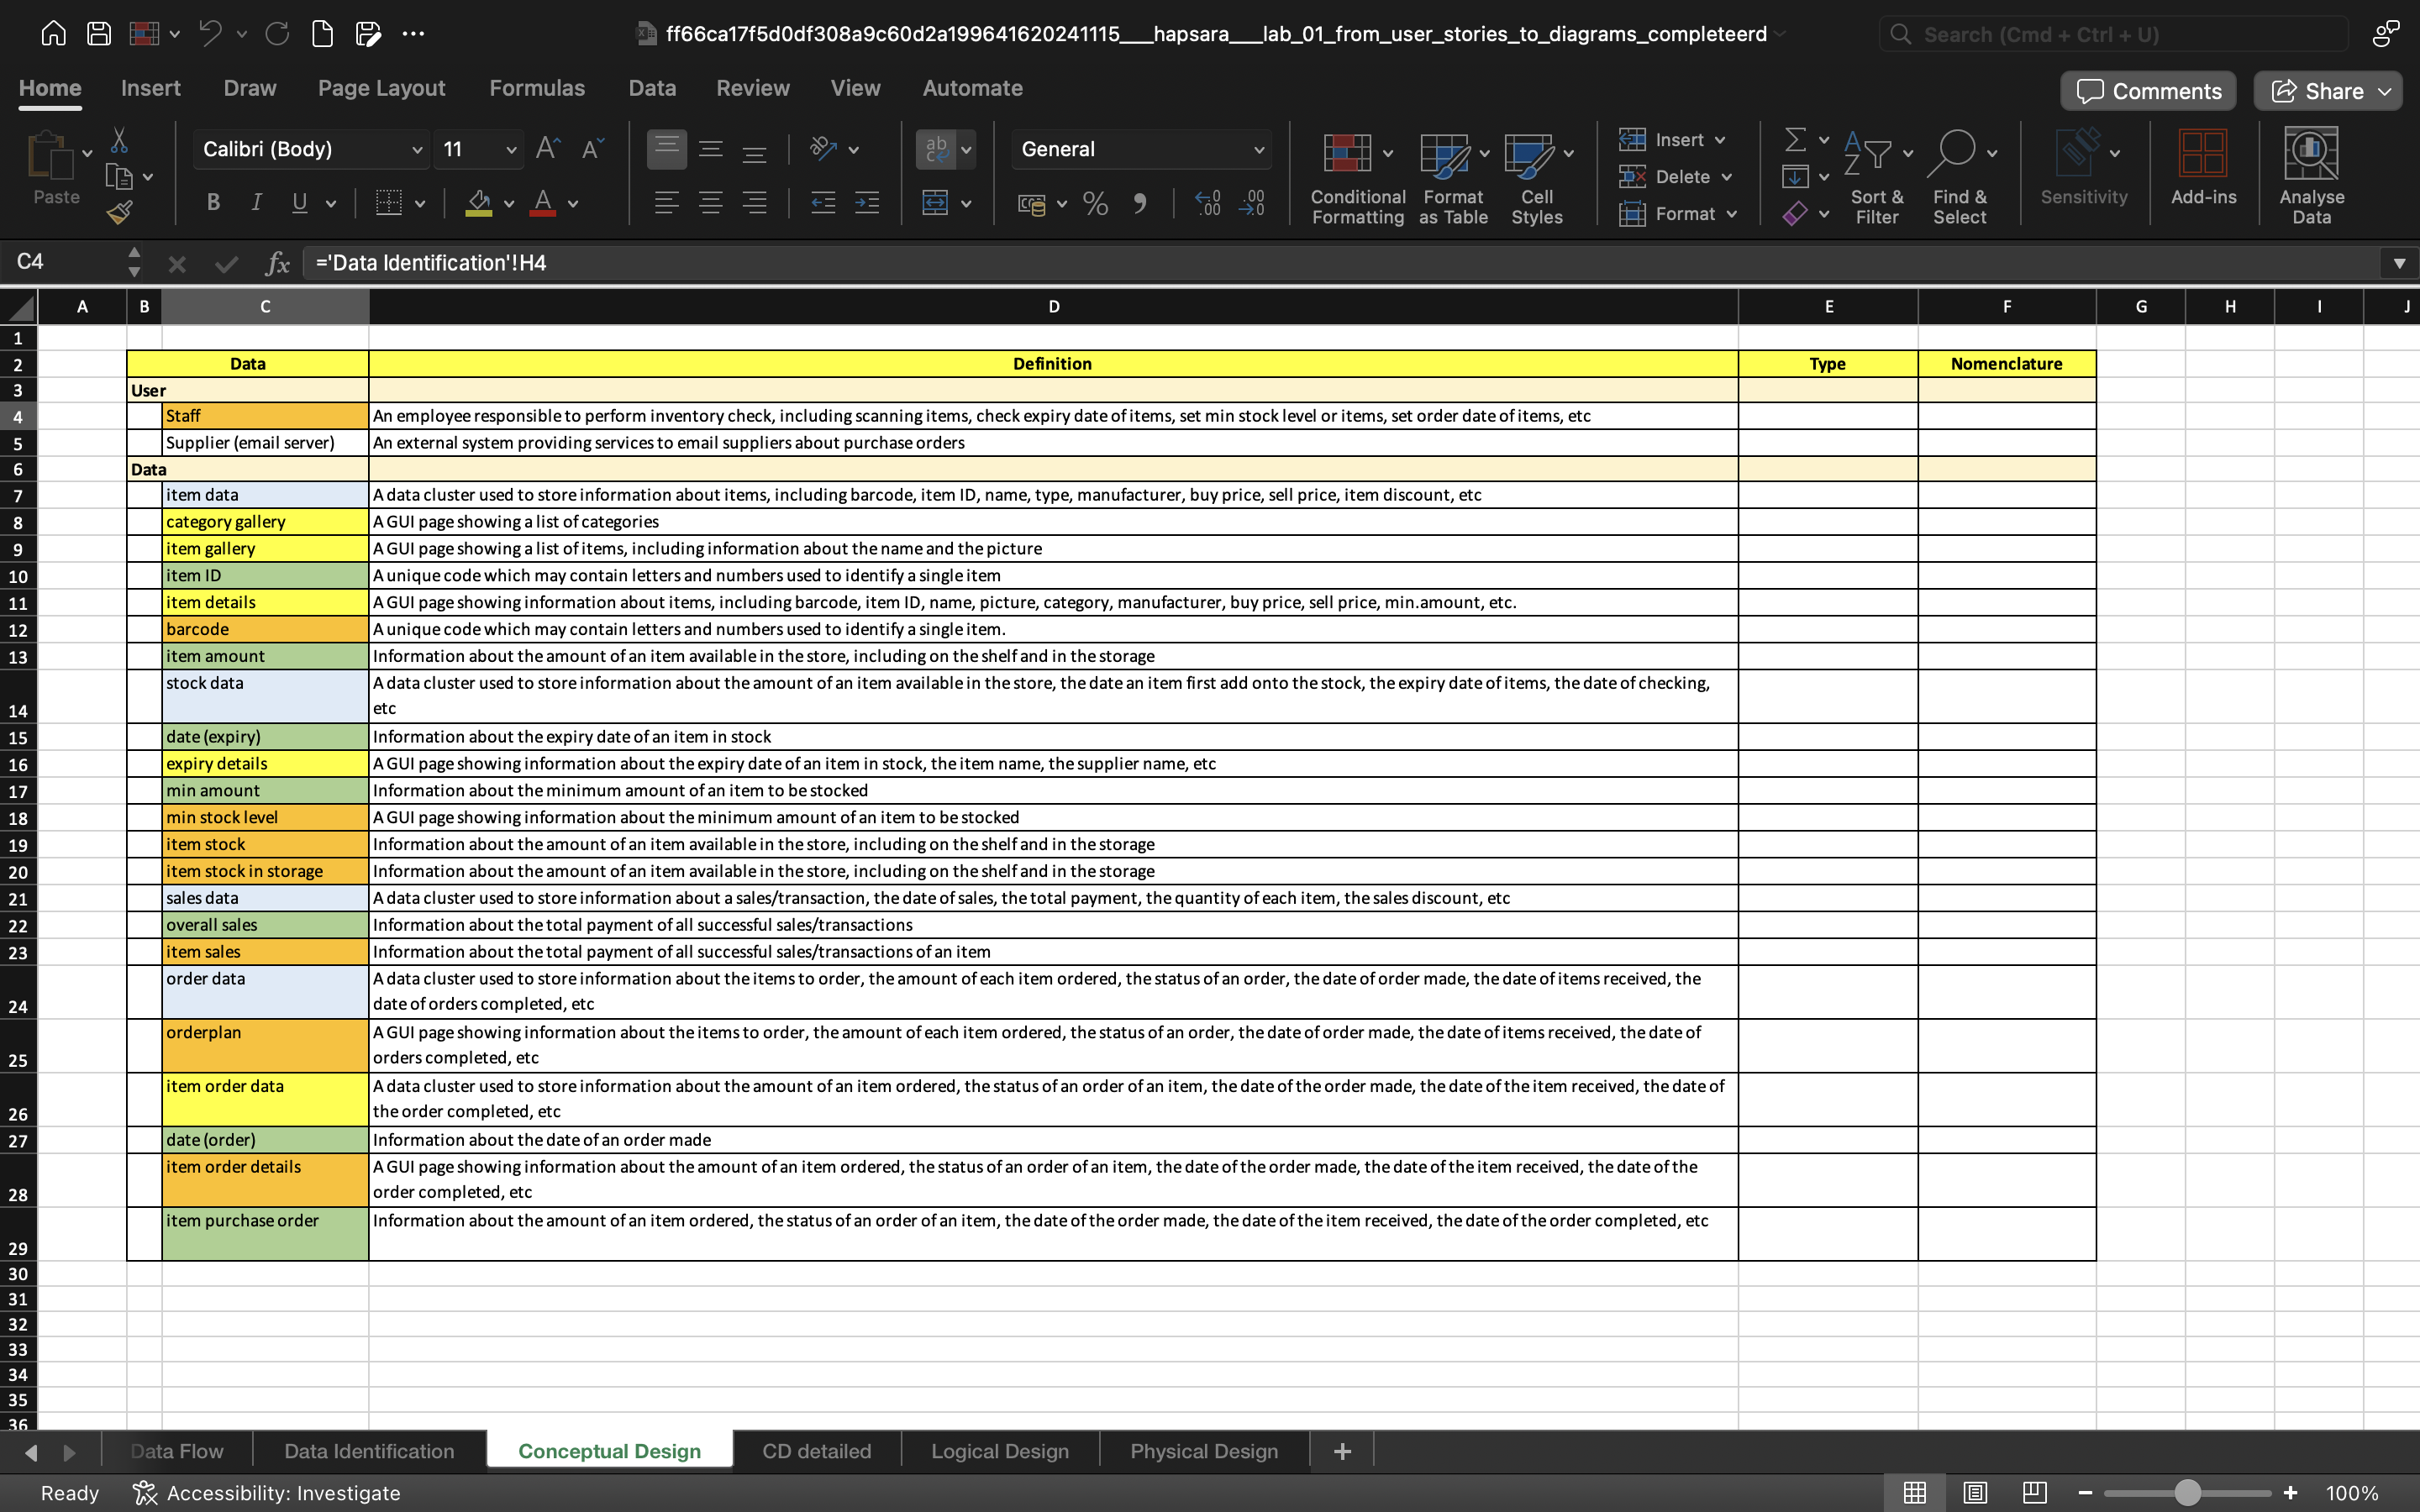 ff66ca17f5d0df308a9c60d2a199641620241115___hapsara___lab_01_from_user_stories_to_diagrams_completeerd
Search (Cmd + Ctrl + U)
Home Insert Draw Page Layout Formulas Data Review View Automate
Comments Share
Paste
Calibri (Body) 11
General
Conditional Formatting
Format as Table
Cell Styles
Insert
Delete
Format
Sort & Filter
Find & Select
Sensitivity
Add-ins
Analyse Data
C4 fx ='Data Identification'!H4
A B C D E F G H I J
1
2 Data Definition Type Nomenclature
3 User
4 Staff An employee responsible to perform inventory check, including scanning items, check expiry date of items, set min stock level or items, set order date of items, etc
5 Supplier (email server) An external system providing services to email suppliers about purchase orders
6 Data
7 item data A data cluster used to store information about items, including barcode, item ID, name, type, manufacturer, buy price, sell price, item discount, etc
8 category gallery A GUI page showing a list of categories
9 item gallery A GUI page showing a list of items, including information about the name and the picture
10 item ID A unique code which may contain letters and numbers used to identify a single item
11 item details A GUI page showing information about items, including barcode, item ID, name, picture, category, manufacturer, buy price, sell price, min.amount, etc.
12 barcode A unique code which may contain letters and numbers used to identify a single item.
13 item amount Information about the amount of an item available in the store, including on the shelf and in the storage
14 stock data A data cluster used to store information about the amount of an item available in the store, the date an item first add onto the stock, the expiry date of items, the date of checking,
etc
15 date (expiry) Information about the expiry date of an item in stock
16 expiry details A GUI page showing information about the expiry date of an item in stock, the item name, the supplier name, etc
17 min amount Information about the minimum amount of an item to be stocked
18 min stock level A GUI page showing information about the minimum amount of an item to be stocked
19 item stock Information about the amount of an item available in the store, including on the shelf and in the storage
20 item stock in storage Information about the amount of an item available in the store, including on the shelf and in the storage
21 sales data A data cluster used to store information about a sales/transaction, the date of sales, the total payment, the quantity of each item, the sales discount, etc
22 overall sales Information about the total payment of all successful sales/transactions
23 item sales Information about the total payment of all successful sales/transactions of an item
24 order data A data cluster used to store information about the items to order, the amount of each item ordered, the status of an order, the date of order made, the date of items received, the
date of orders completed, etc
25 orderplan A GUI page showing information about the items to order, the amount of each item ordered, the status of an order, the date of order made, the date of items received, the date of
orders completed, etc
26 item order data A data cluster used to store information about the amount of an item ordered, the status of an order of an item, the date of the order made, the date of the item received, the date of
the order completed, etc
27 date (order) Information about the date of an order made
28 item order details A GUI page showing information about the amount of an item ordered, the status of an order of an item, the date of the order made, the date of the item received, the date of the
order completed, etc
29 item purchase order Information about the amount of an item ordered, the status of an order of an item, the date of the order made, the date of the item received, the date of the order completed, etc
30
31
32
33
34
35
36
Data Flow Data Identification Conceptual Design CD detailed Logical Design Physical Design +
Ready Accessibility: Investigate 100%